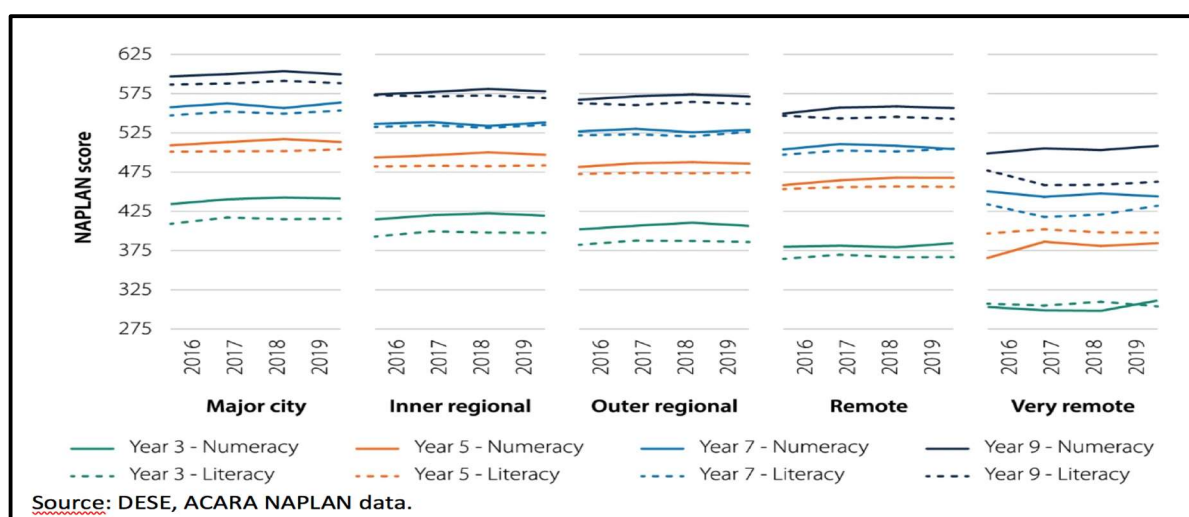 NAPLAN score
625
575
525
475
425
375
325
275
2016 2017 2018 2019 2016 2017 2018 2019 2016 2017 2018 2019 2016 2017 2018 2019 2016 2017 2018 2019
Major city Inner regional Outer regional Remote Very remote
Year 3 - Numeracy Year 5 - Numeracy Year 7 - Numeracy Year 9 - Numeracy
Year 3 - Literacy Year 5 - Literacy Year 7 - Literacy Year 9 - Literacy
Source: DESE, ACARA NAPLAN data.